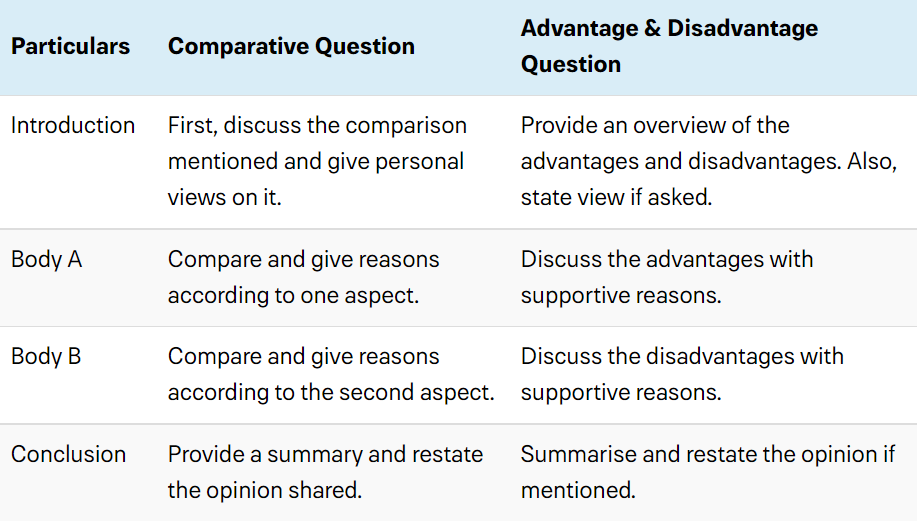 Particulars
Comparative Question
Advantage & Disadvantage
Question
Introduction
First, discuss the comparison
mentioned and give personal
views on it.
Provide an overview of the
advantages and disadvantages. Also,
state view if asked.
Body A
Compare and give reasons
according to one aspect.
Discuss the advantages with
supportive reasons.
Body B
Compare and give reasons
according to the second aspect.
Discuss the disadvantages with
supportive reasons.
Conclusion
Provide a summary and restate
the opinion shared.
Summarise and restate the opinion if
mentioned.